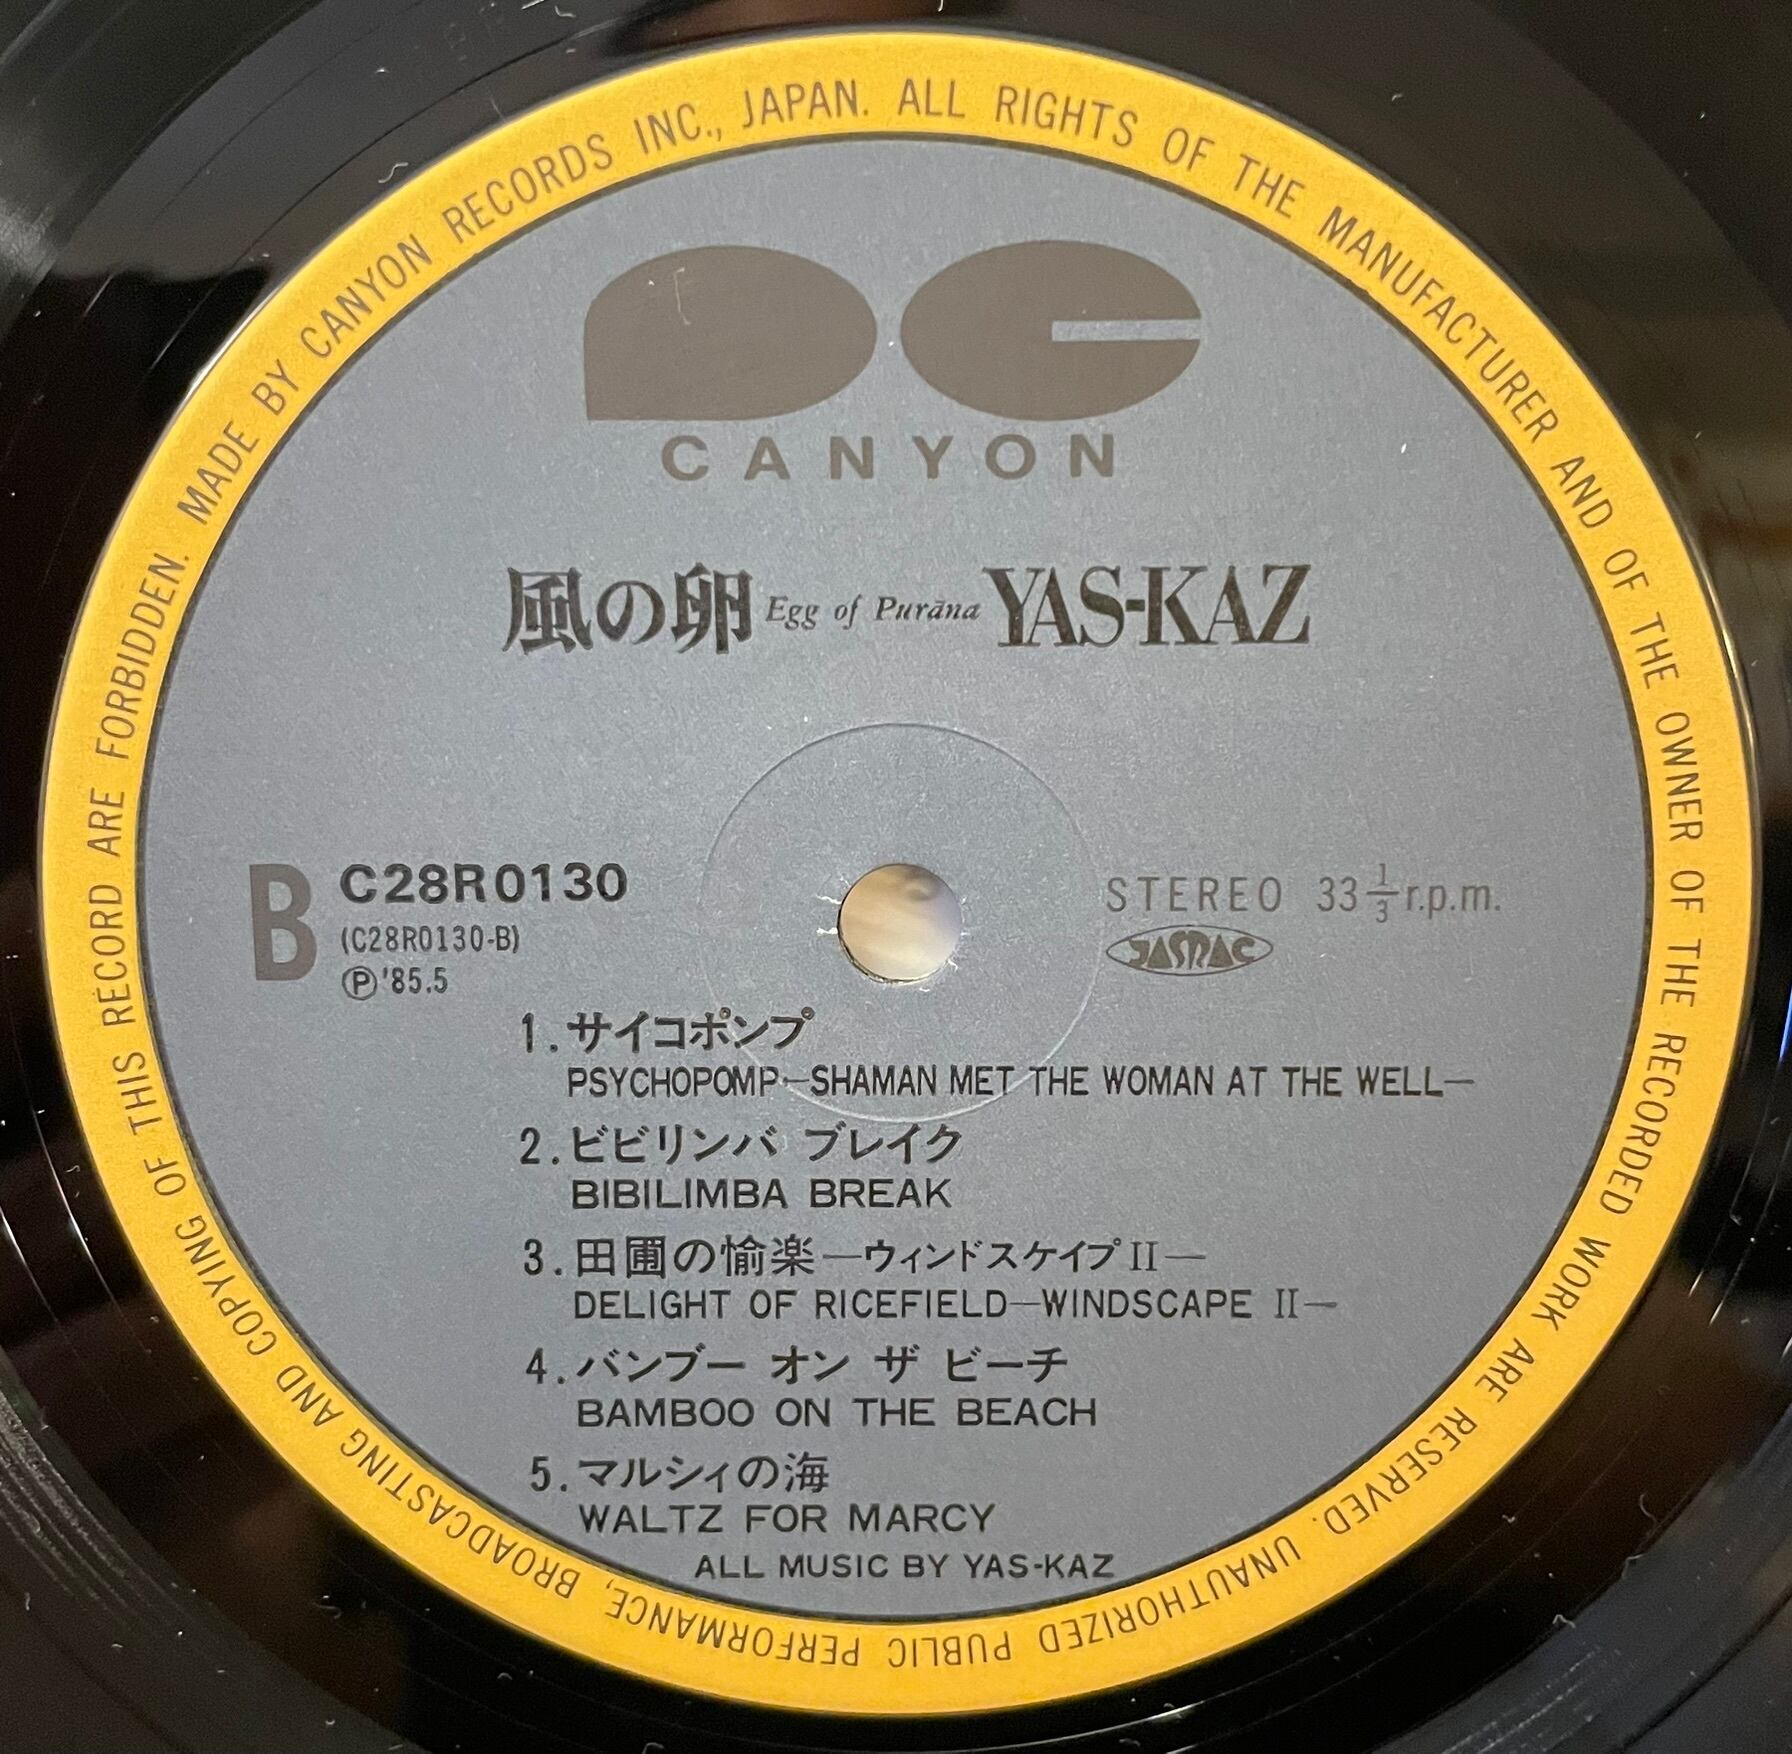 MADE BY CANYON RECORDS INC., JAPAN. ALL RIGHTS OF THE MANUFACTURER AND OF THE OWNER OF THE RECORDED WORK ARE RESERVED. UNAUTHORIZED PUBLIC PERFORMANCE, BROADCASTING AND COPYING OF THIS RECORD ARE FORBIDDEN.
CANYON
風の卵 Egg of Purāna YAS-KAZ
B C28R0130
(C28R0130-B)
Ⓟ'85.5
STEREO 33 1/3 r.p.m.
JASRAC
1. サイコポンプ
PSYCHOPOMP—SHAMAN MET THE WOMAN AT THE WELL—
2. ビビリンバ ブレイク
BIBILIMBA BREAK
3. 田圃の愉楽—ウィンドスケイプⅡ—
DELIGHT OF RICEFIELD—WINDSCAPE Ⅱ—
4. バンブー オン ザ ビーチ
BAMBOO ON THE BEACH
5. マルシィの海
WALTZ FOR MARCY
ALL MUSIC BY YAS-KAZ